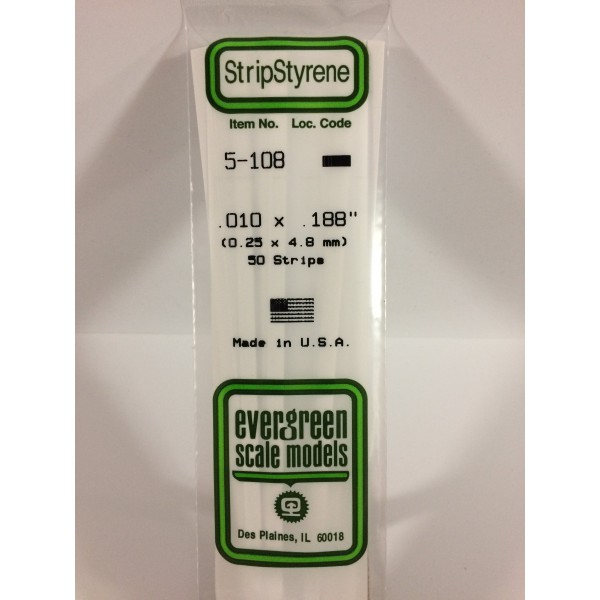 StripStyrene
Item No. Loc. Code
5-108
.010 x .188"
(0.25 x 4.8 mm)
50 Strips
Made in U.S.A.
evergreen
scale models
Des Plaines, IL 60018